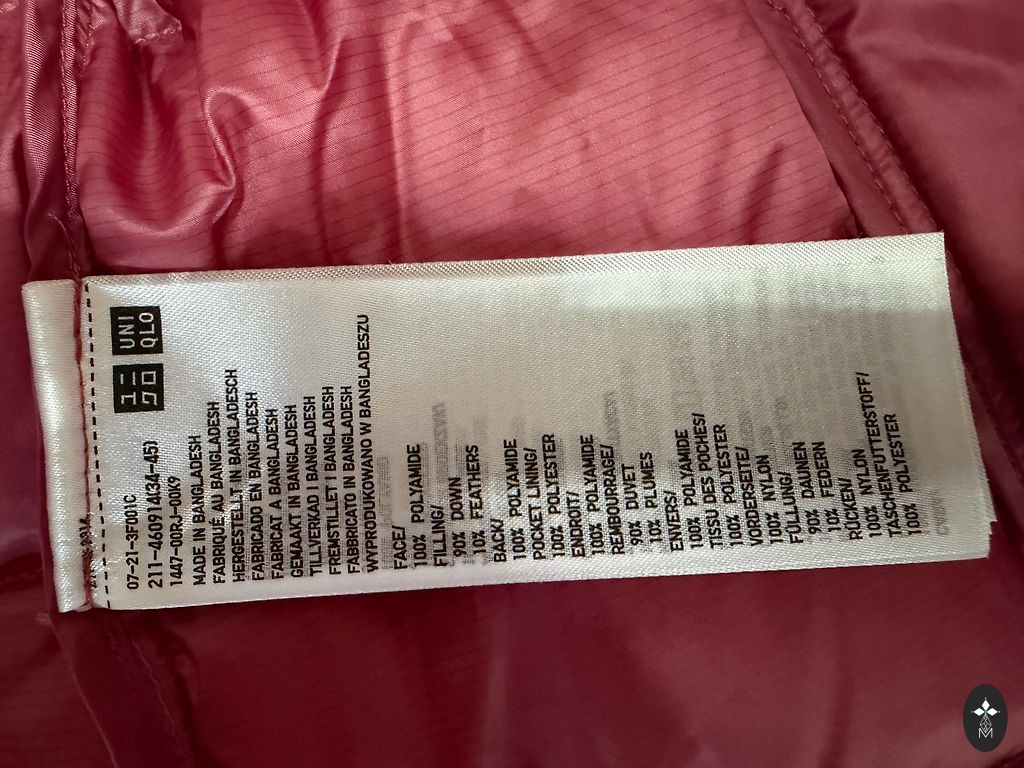 ユニ
クロ
UNI
QLO
07-21-3F001C
211-460914(34-45)
1447-00RJ-00K9
MADE IN BANGLADESH
FABRIQUÉ AU BANGLADESH
HERGESTELLT IN BANGLADESCH
FABRICADO EN BANGLADESH
FABRICAT A BANGLADESH
GEMAAKT IN BANGLADESH
TILLVERKAD I BANGLADESH
FREMSTILLET I BANGLADESH
FABBRICATO IN BANGLADESH
WYPRODUKOWANO W BANGLADESZU
FACE/
100% POLYAMIDE
FILLING/
90% DOWN
10% FEATHERS
BACK/
100% POLYAMIDE
POCKET LINING/
100% POLYESTER
ENDROIT/
100% POLYAMIDE
REMBOURRAGE/
90% DUVET
10% PLUMES
ENVERS/
100% POLYAMIDE
TISSU DES POCHES/
100% POLYESTER
VORDERSEITE/
100% NYLON
FÜLLUNG/
90% DAUNEN
10% FEDERN
RÜCKEN/
100% NYLON
TASCHENFUTTERSTOFF/
100% POLYESTER
M